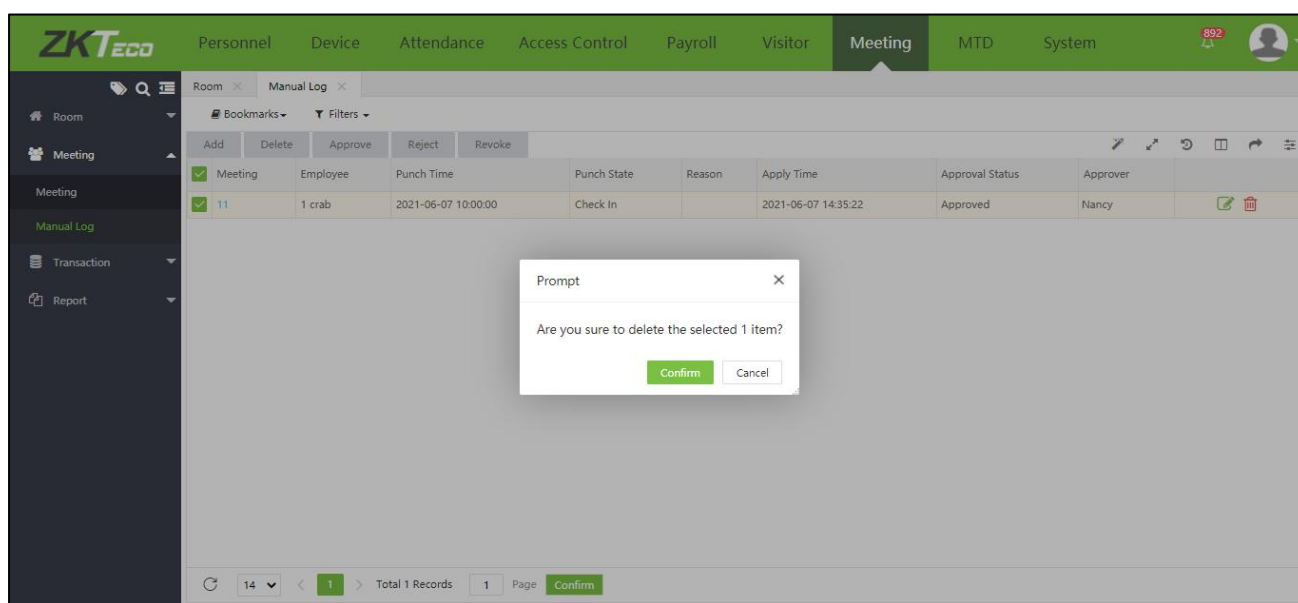 ZKTeco Personnel Device Attendance Access Control Payroll Visitor Meeting MTD System 892
Room Manual Log
Room
Bookmarks Filters
Meeting
Add Delete Approve Reject Revoke
Meeting Employee Punch Time Punch State Reason Apply Time Approval Status Approver
Meeting
11 1 crab 2021-06-07 10:00:00 Check In 2021-06-07 14:35:22 Approved Nancy
Manual Log
Transaction
Report
Prompt
Are you sure to delete the selected 1 item?
Confirm Cancel
14 1 Total 1 Records 1 Page Confirm